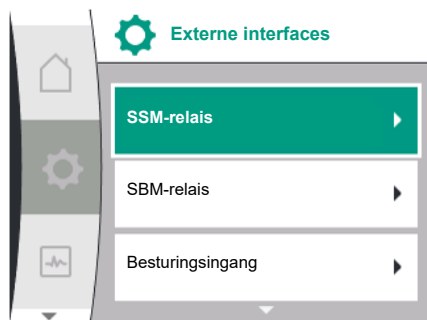 Externe interfaces
SSM-relais
SBM-relais
Besturingsingang